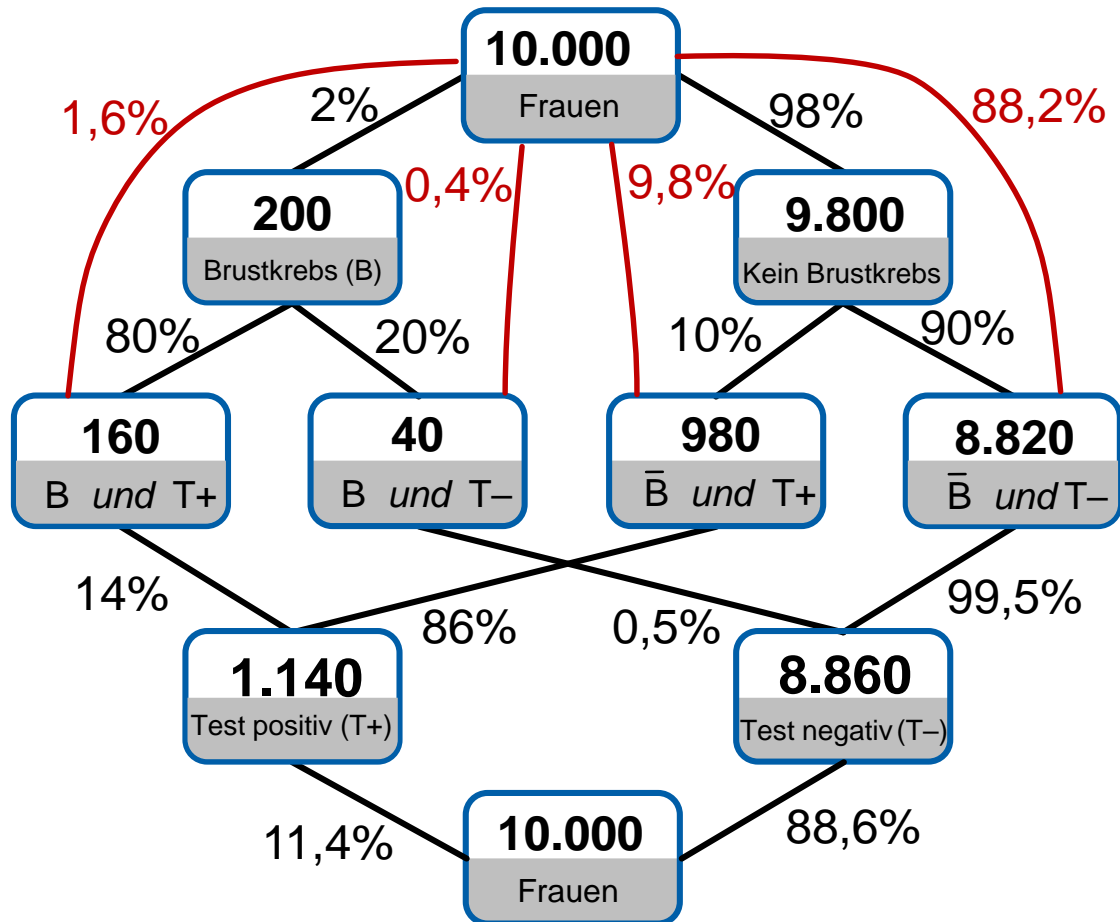 10.000
Frauen
1,6%
2%
98%
88,2%
0,4%
9,8%
200
Brustkrebs (B)
9.800
Kein Brustkrebs
80%
20%
10%
90%
160
B und T+
40
B und T–
980
B̄ und T+
8.820
B̄ und T–
14%
86%
0,5%
99,5%
1.140
Test positiv (T+)
8.860
Test negativ (T–)
11,4%
88,6%
10.000
Frauen